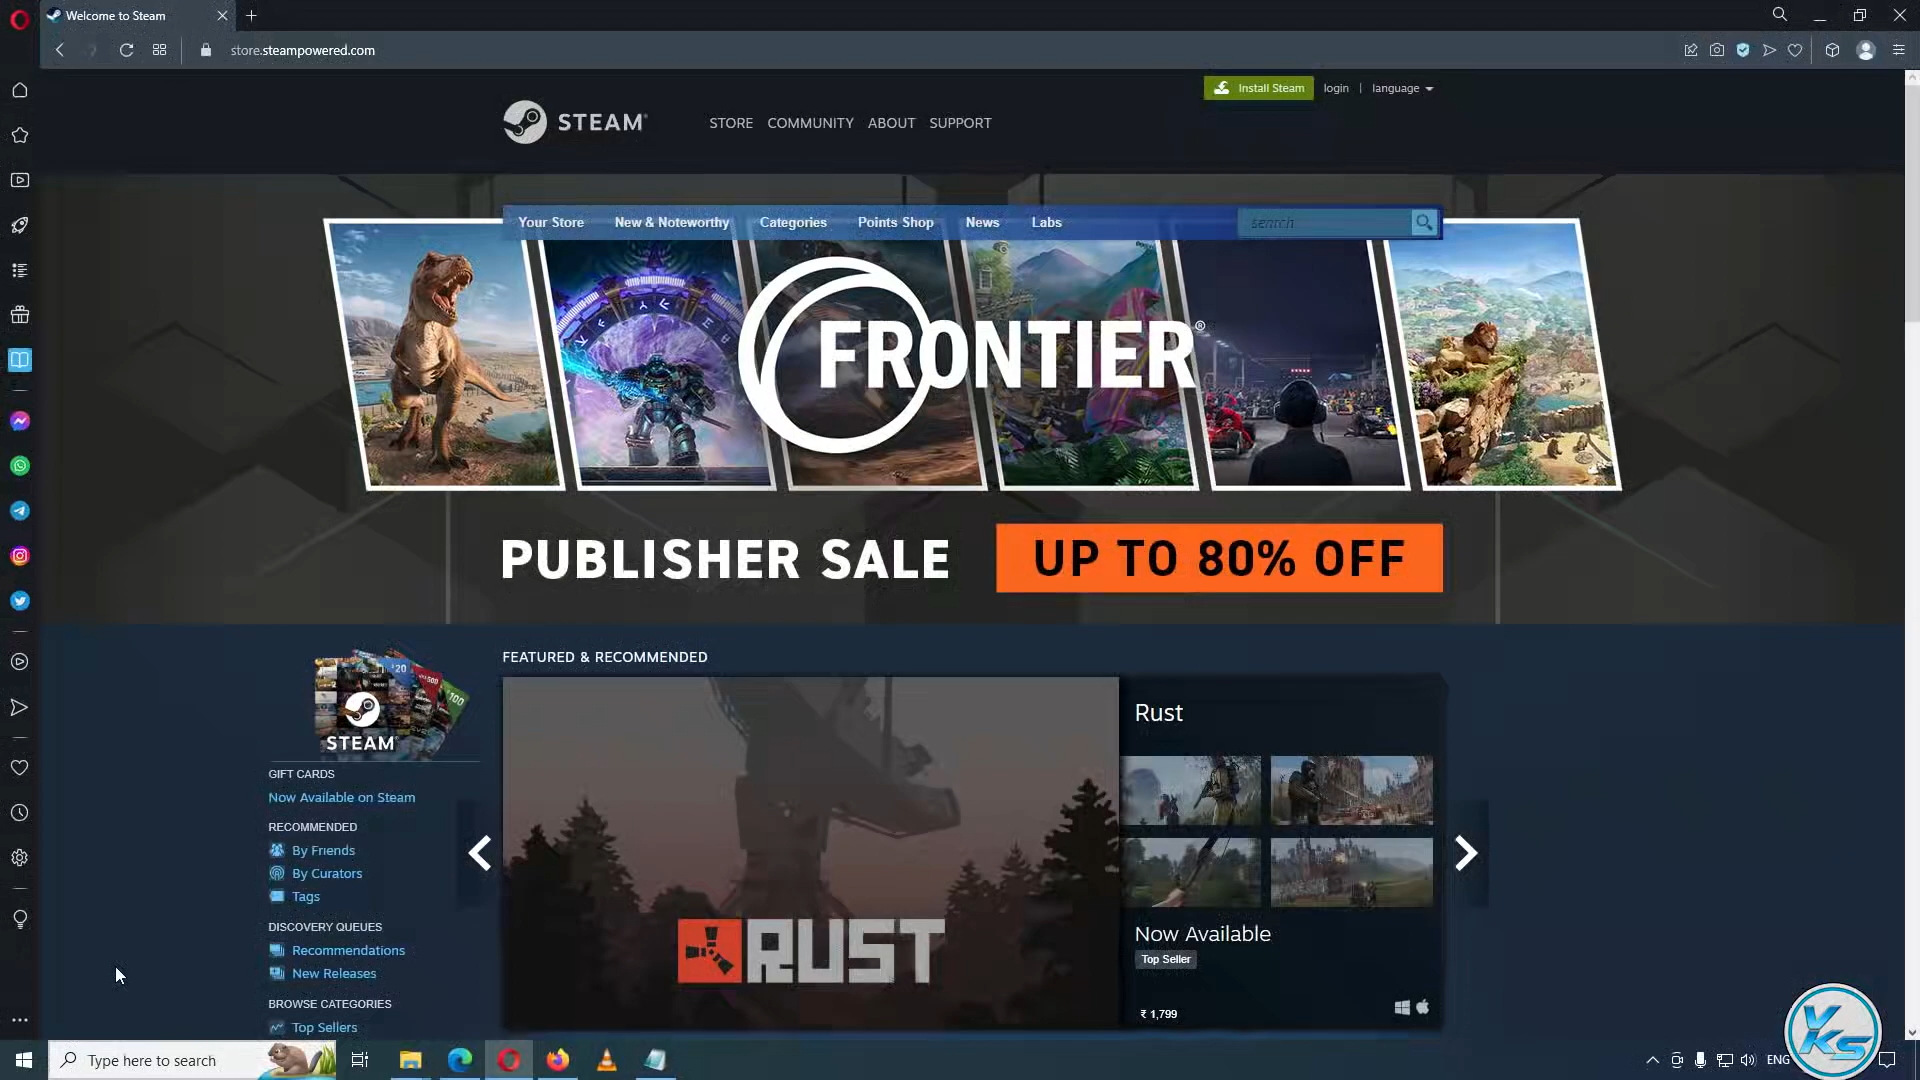 Welcome to Steam
store.steampowered.com
Install Steam
login | language
STEAM®
STORE COMMUNITY ABOUT SUPPORT
Your Store New & Noteworthy Categories Points Shop News Labs
search
FRONTIER®
PUBLISHER SALE UP TO 80% OFF
FEATURED & RECOMMENDED
STEAM
GIFT CARDS
Now Available on Steam
RECOMMENDED
By Friends
By Curators
Tags
DISCOVERY QUEUES
Recommendations
New Releases
BROWSE CATEGORIES
Top Sellers
RUST
Rust
Now Available
Top Seller
₹ 1,799
Type here to search
ENG
YKS